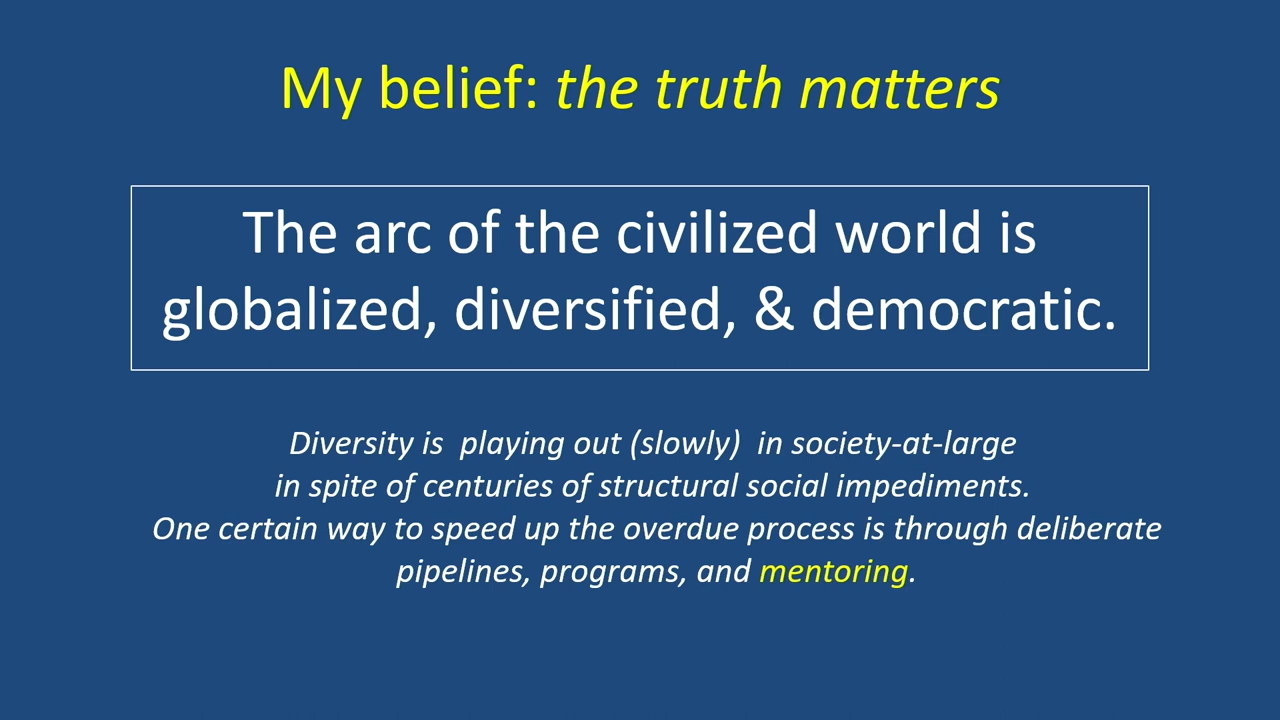 My belief: the truth matters
The arc of the civilized world is
globalized, diversified, & democratic.
Diversity is  playing out (slowly)  in society-at-large
in spite of centuries of structural social impediments.
One certain way to speed up the overdue process is through deliberate
pipelines, programs, and mentoring.